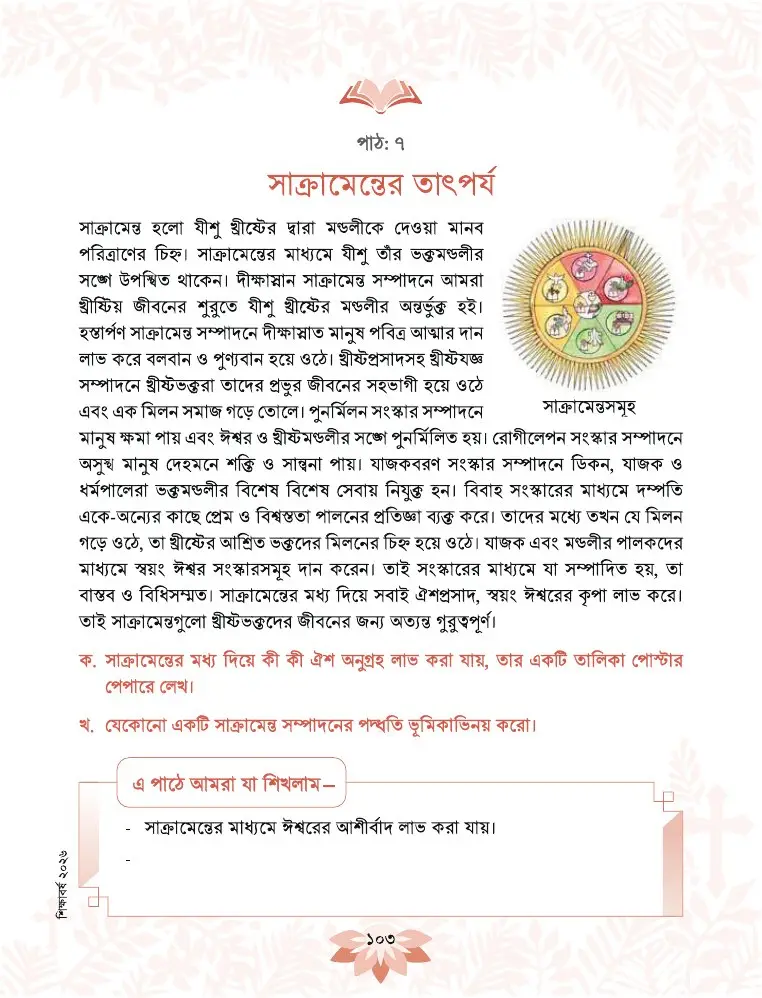 পাঠ: ৭
সাক্রামেন্তের তাৎপর্য
সাক্রামেন্ত হলো যীশু খ্রীষ্টের দ্বারা মণ্ডলীকে দেওয়া মানব
পরিত্রাণের চিহ্ন। সাক্রামেন্তের মাধ্যমে যীশু তাঁর ভক্তমণ্ডলীর
সঙ্গে উপস্থিত থাকেন। দীক্ষাস্নান সাক্রামেন্ত সম্পাদনে আমরা
খ্রীষ্টিয় জীবনের শুরুতে যীশু খ্রীষ্টের মণ্ডলীর অন্তর্ভুক্ত হই।
হস্তার্পণ সাক্রামেন্ত সম্পাদনে দীক্ষাস্নাত মানুষ পবিত্র আত্মার দান
লাভ করে বলবান ও পুণ্যবান হয়ে ওঠে। খ্রীষ্টপ্রসাদসহ খ্রীষ্টযজ্ঞ
সম্পাদনে খ্রীষ্টভক্তরা তাদের প্রভুর জীবনের সহভাগী হয়ে ওঠে
এবং এক মিলন সমাজ গড়ে তোলে। পুনর্মিলন সংস্কার সম্পাদনে
সাক্রামেন্তসমূহ
মানুষ ক্ষমা পায় এবং ঈশ্বর ও খ্রীষ্টমণ্ডলীর সঙ্গে পুনর্মিলিত হয়। রোগীলেপন সংস্কার সম্পাদনে
অসুস্থ মানুষ দেহমনে শক্তি ও সান্ত্বনা পায়। যাজকবরণ সংস্কার সম্পাদনে ডিকন, যাজক ও
ধর্মপালেরা ভক্তমণ্ডলীর বিশেষ বিশেষ সেবায় নিযুক্ত হন। বিবাহ সংস্কারের মাধ্যমে দম্পতি
একে-অন্যের কাছে প্রেম ও বিশ্বস্ততা পালনের প্রতিজ্ঞা ব্যক্ত করে। তাদের মধ্যে তখন যে মিলন
গড়ে ওঠে, তা খ্রীষ্টের আশ্রিত ভক্তদের মিলনের চিহ্ন হয়ে ওঠে। যাজক এবং মণ্ডলীর পালকদের
মাধ্যমে স্বয়ং ঈশ্বর সংস্কারসমূহ দান করেন। তাই সংস্কারের মাধ্যমে যা সম্পাদিত হয়, তা
বাস্তব ও বিধিসম্মত। সাক্রামেন্তের মধ্য দিয়ে সবাই ঐশপ্রসাদ, স্বয়ং ঈশ্বরের কৃপা লাভ করে।
তাই সাক্রামেন্তগুলো খ্রীষ্টভক্তদের জীবনের জন্য অত্যন্ত গুরুত্বপূর্ণ।
ক. সাক্রামেন্তের মধ্য দিয়ে কী কী ঐশ অনুগ্রহ লাভ করা যায়, তার একটি তালিকা পোস্টার
পেপারে লেখ।
খ. যেকোনো একটি সাক্রামেন্ত সম্পাদনের পদ্ধতি ভূমিকাভিনয় করো।
এ পাঠে আমরা যা শিখলাম–
- সাক্রামেন্তের মাধ্যমে ঈশ্বরের আশীর্বাদ লাভ করা যায়।
-
শিক্ষাবর্ষ ২০২৬
১০৩